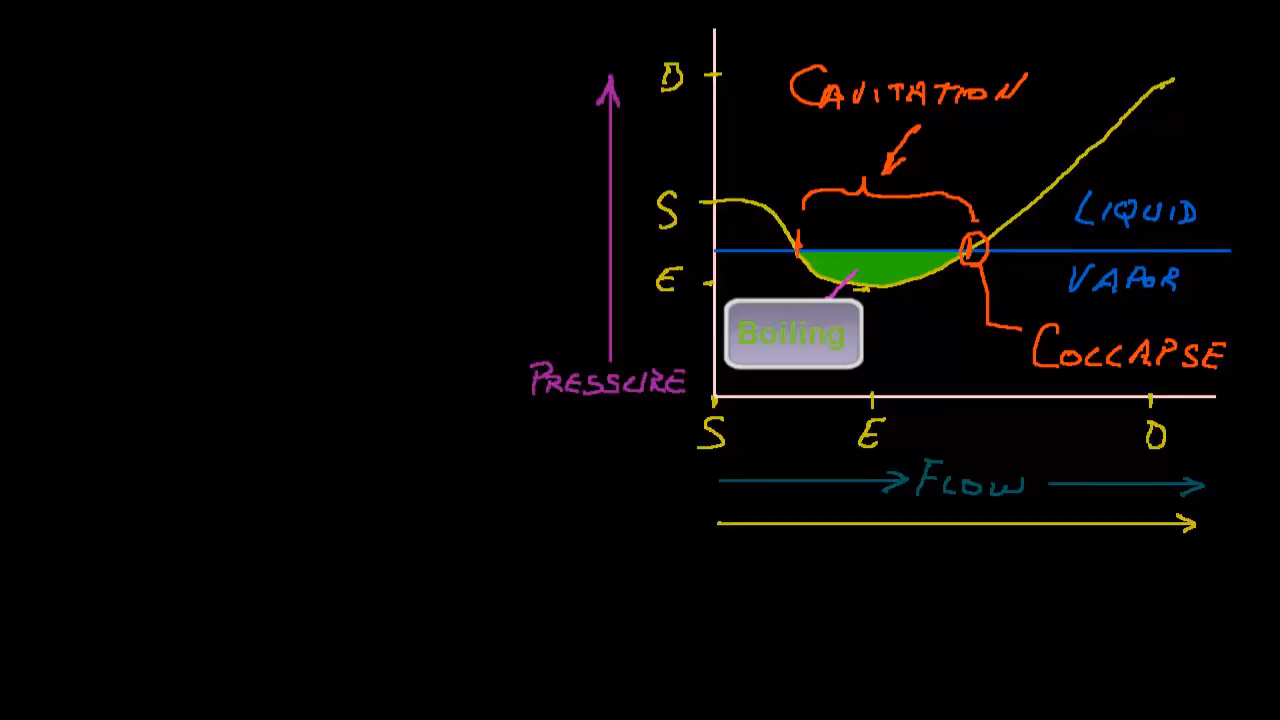 D
CAVITATION
S
LIQUID
E
VAPOR
Boiling
COLLAPSE
PRESSURE
S E D
FLOW